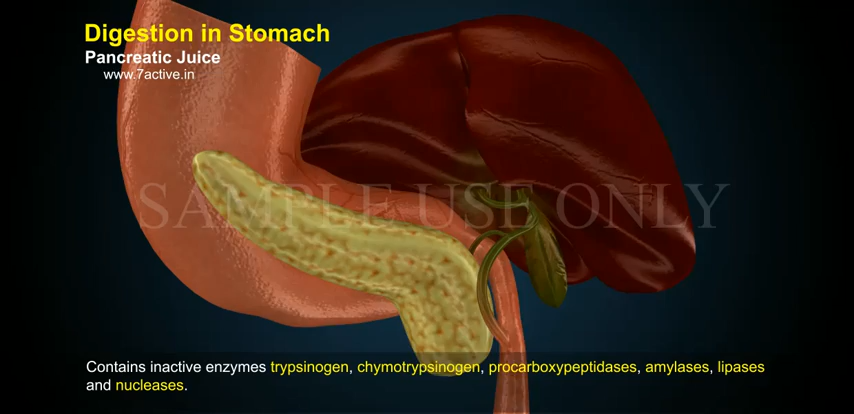 Digestion in Stomach
Pancreatic Juice
www.7active.in
SAMPLE USE ONLY
Contains inactive enzymes trypsinogen, chymotrypsinogen, procarboxypeptidases, amylases, lipases
and nucleases.